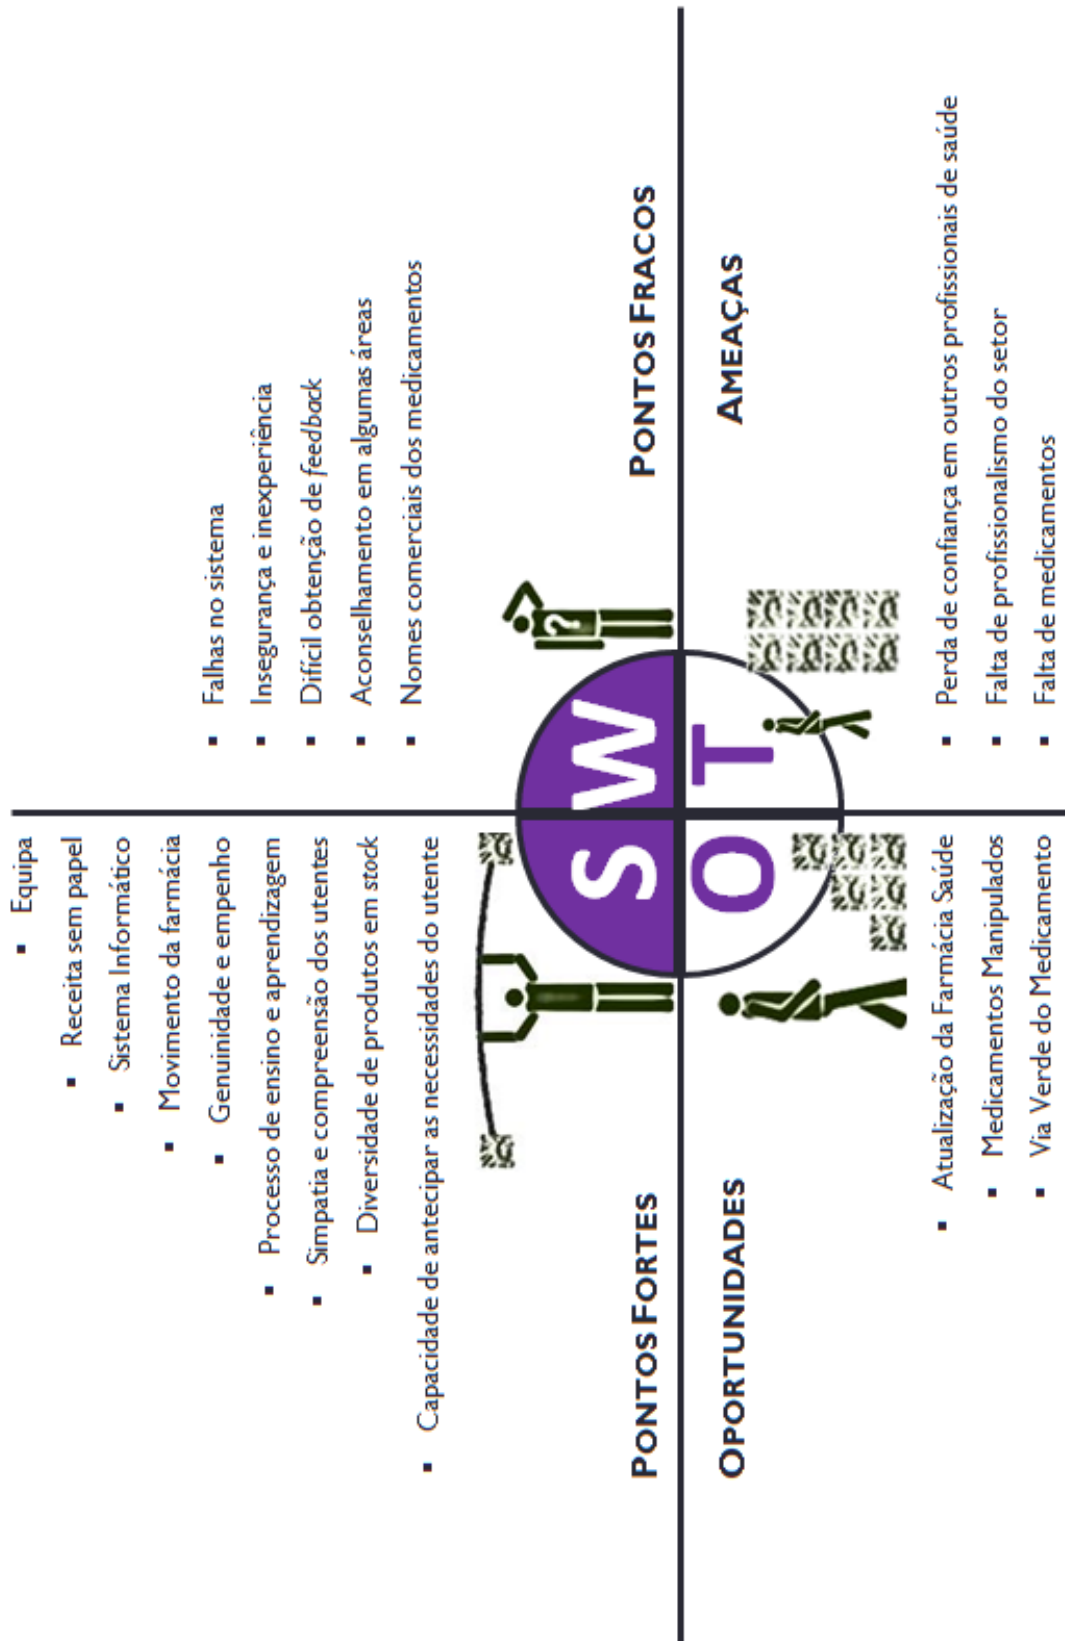 Equipa
Receita sem papel
Sistema Informático
Movimento da farmácia
Genuinidade e empenho
Processo de ensino e aprendizagem
Simpatia e compreensão dos utentes
Diversidade de produtos em stock
Capacidade de antecipar as necessidades do utente
PONTOS FORTES
Falhas no sistema
Insegurança e inexperiência
Difícil obtenção de feedback
Aconselhamento em algumas áreas
Nomes comerciais dos medicamentos
?
PONTOS FRACOS
S W
O T
OPORTUNIDADES
Atualização da Farmácia Saúde
Medicamentos Manipulados
Via Verde do Medicamento
AMEAÇAS
Perda de confiança em outros profissionais de saúde
Falta de profissionalismo do setor
Falta de medicamentos